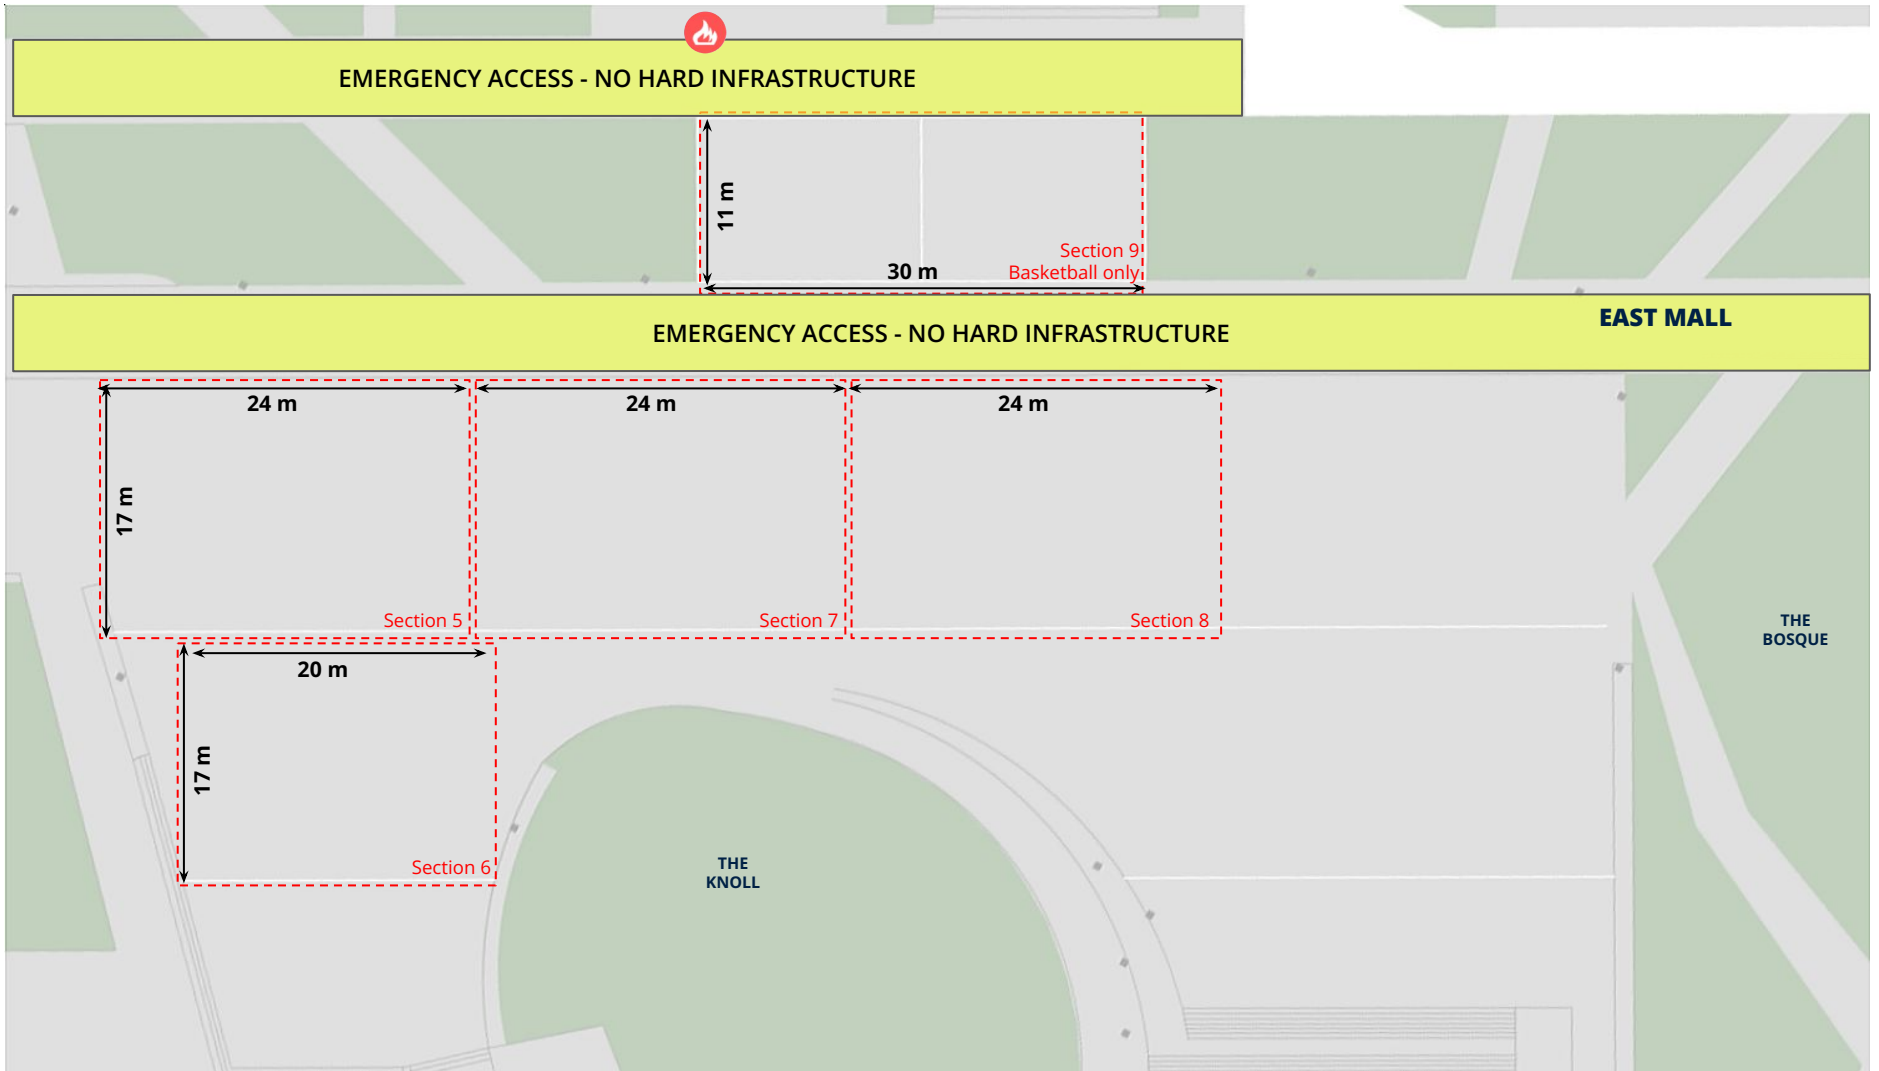 EMERGENCY ACCESS - NO HARD INFRASTRUCTURE
11 m
Section 9
Basketball only
30 m
EAST MALL
EMERGENCY ACCESS - NO HARD INFRASTRUCTURE
24 m
24 m
24 m
17 m
Section 5
Section 7
Section 8
20 m
17 m
Section 6
THE
KNOLL
THE
BOSQUE